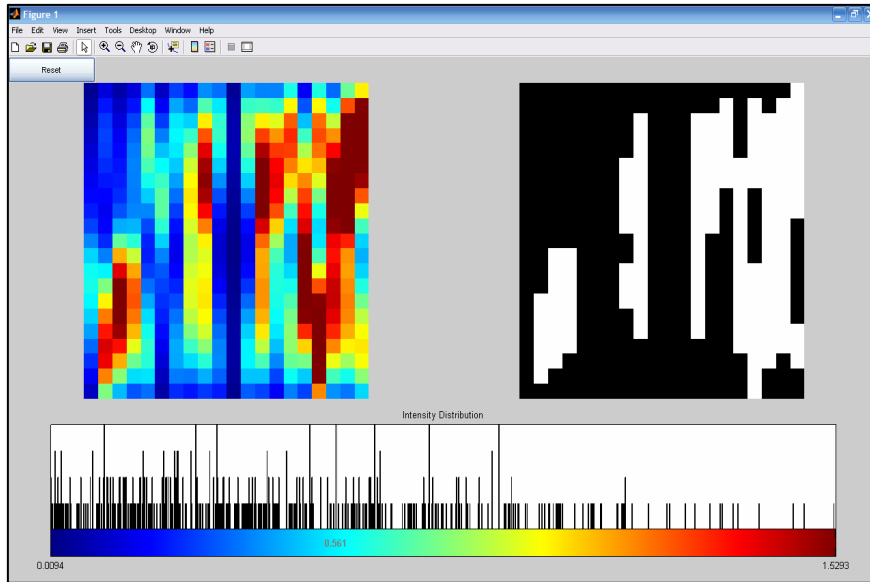 Figure 1
File Edit View Insert Tools Desktop Window Help
Reset
Intensity Distribution
0.561
0.0094 1.5293